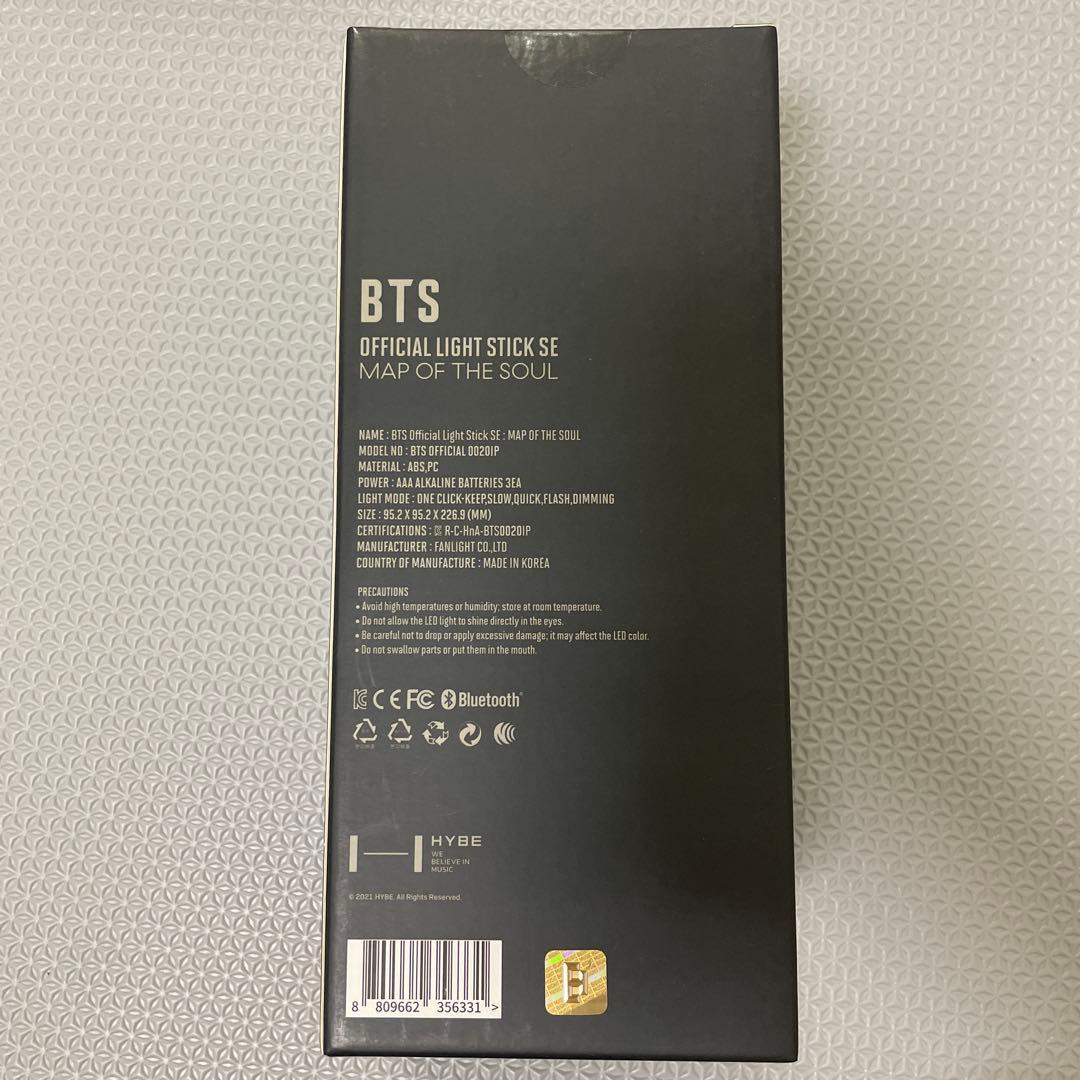 BTS
OFFICIAL LIGHT STICK SE
MAP OF THE SOUL
NAME : BTS Official Light Stick SE : MAP OF THE SOUL
MODEL NO : BTS OFFICIAL 0020IP
MATERIAL : ABS,PC
POWER : AAA ALKALINE BATTERIES 3EA
LIGHT MODE : ONE CLICK-KEEP,SLOW,QUICK,FLASH,DIMMING
SIZE : 95.2 X 95.2 X 226.9 (MM)
CERTIFICATIONS : R-C-HnA-BTS0020IP
MANUFACTURER : FANLIGHT CO.,LTD
COUNTRY OF MANUFACTURE : MADE IN KOREA
PRECAUTIONS
• Avoid high temperatures or humidity; store at room temperature.
• Do not allow the LED light to shine directly in the eyes.
• Be careful not to drop or apply excessive damage; it may affect the LED color.
• Do not swallow parts or put them in the mouth.
CE FC Bluetooth®
HYBE
WE
BELIEVE IN
MUSIC
© 2021 HYBE. All Rights Reserved.
8 809662 356331 >